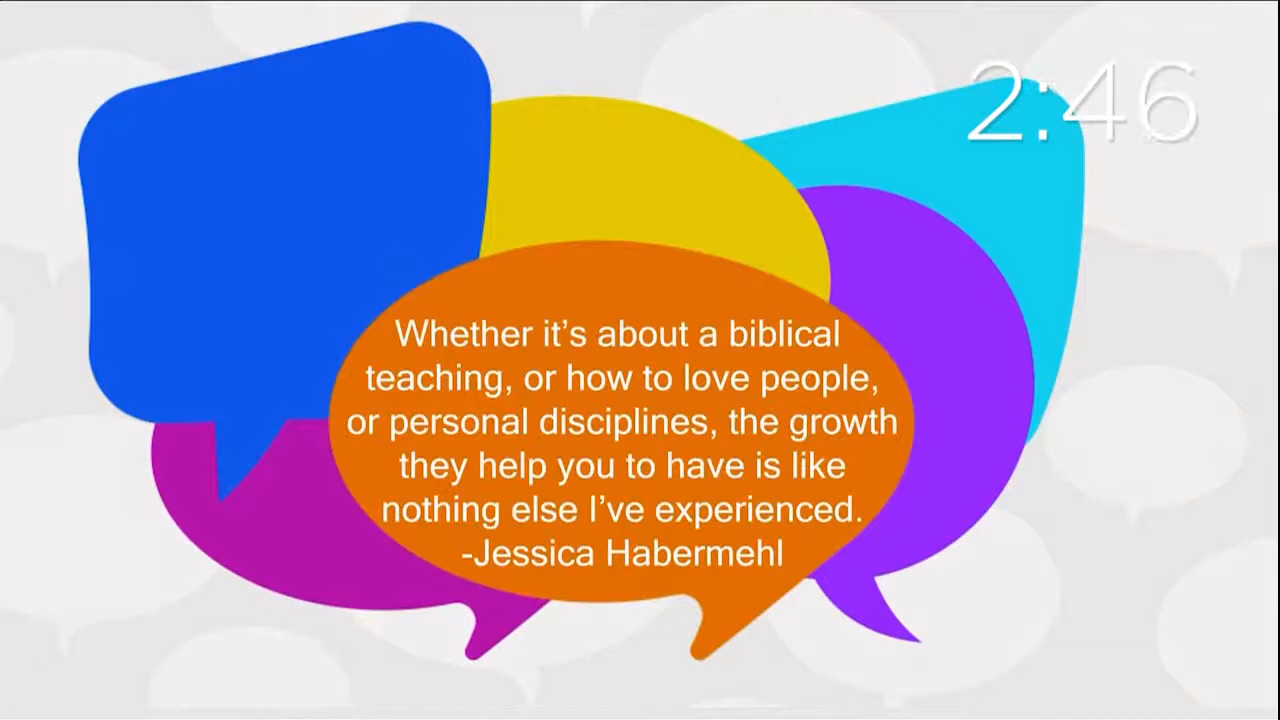 2:46
Whether it’s about a biblical
teaching, or how to love people,
or personal disciplines, the growth
they help you to have is like
nothing else I’ve experienced.
-Jessica Habermehl